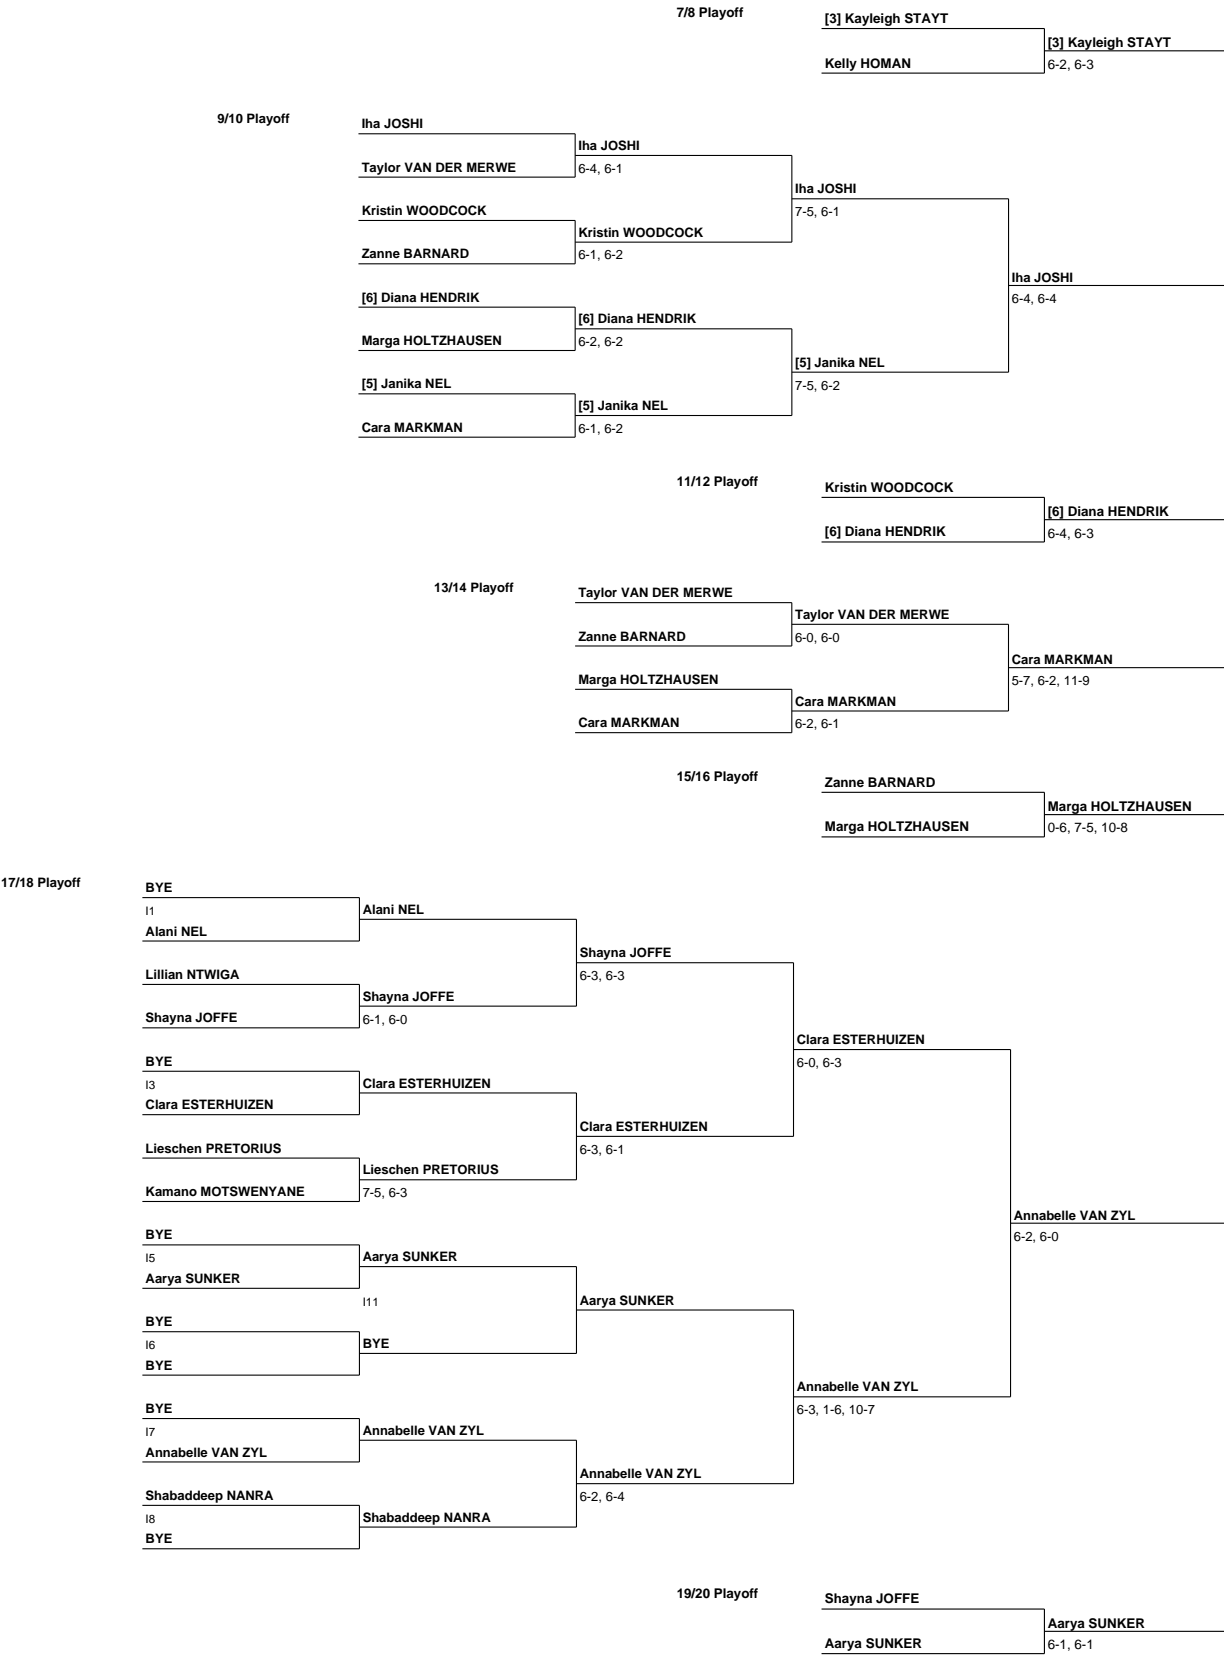 7/8 Playoff
[3] Kayleigh STAYT
[3] Kayleigh STAYT
Kelly HOMAN
6-2, 6-3
9/10 Playoff
Iha JOSHI
Iha JOSHI
Taylor VAN DER MERWE
6-4, 6-1
Iha JOSHI
Kristin WOODCOCK
7-5, 6-1
Kristin WOODCOCK
Zanne BARNARD
6-1, 6-2
Iha JOSHI
[6] Diana HENDRIK
6-4, 6-4
[6] Diana HENDRIK
Marga HOLTZHAUSEN
6-2, 6-2
[5] Janika NEL
[5] Janika NEL
7-5, 6-2
[5] Janika NEL
Cara MARKMAN
6-1, 6-2
11/12 Playoff
Kristin WOODCOCK
[6] Diana HENDRIK
[6] Diana HENDRIK
6-4, 6-3
13/14 Playoff
Taylor VAN DER MERWE
Taylor VAN DER MERWE
Zanne BARNARD
6-0, 6-0
Cara MARKMAN
Marga HOLTZHAUSEN
5-7, 6-2, 11-9
Cara MARKMAN
Cara MARKMAN
6-2, 6-1
15/16 Playoff
Zanne BARNARD
Marga HOLTZHAUSEN
Marga HOLTZHAUSEN
0-6, 7-5, 10-8
17/18 Playoff
BYE
I1
Alani NEL
Alani NEL
Shayna JOFFE
Lillian NTWIGA
6-3, 6-3
Shayna JOFFE
Shayna JOFFE
6-1, 6-0
Clara ESTERHUIZEN
BYE
6-0, 6-3
I3
Clara ESTERHUIZEN
Clara ESTERHUIZEN
Clara ESTERHUIZEN
Lieschen PRETORIUS
6-3, 6-1
Lieschen PRETORIUS
Kamano MOTSWENYANE
7-5, 6-3
Annabelle VAN ZYL
BYE
6-2, 6-0
I5
Aarya SUNKER
Aarya SUNKER
I11
Aarya SUNKER
BYE
I6
BYE
BYE
Annabelle VAN ZYL
BYE
6-3, 1-6, 10-7
I7
Annabelle VAN ZYL
Annabelle VAN ZYL
Annabelle VAN ZYL
Shabaddeep NANRA
6-2, 6-4
I8
Shabaddeep NANRA
BYE
19/20 Playoff
Shayna JOFFE
Aarya SUNKER
Aarya SUNKER
6-1, 6-1